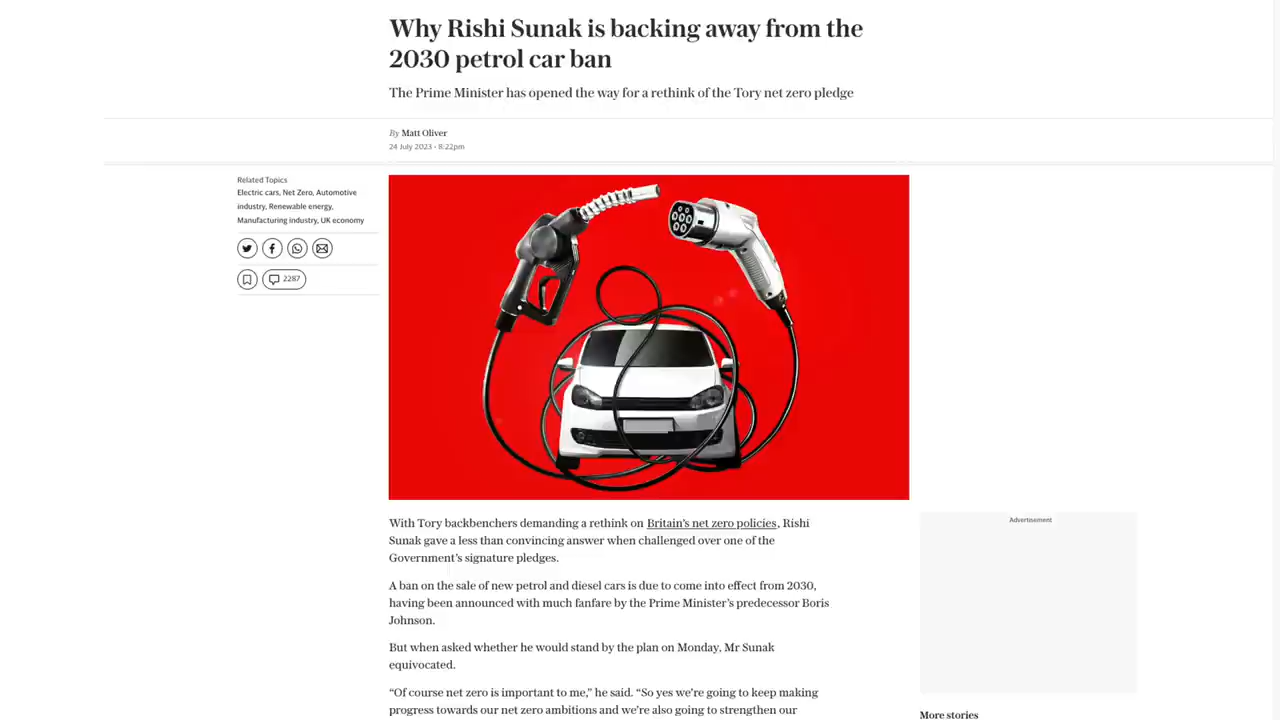 Why Rishi Sunak is backing away from the
2030 petrol car ban
The Prime Minister has opened the way for a rethink of the Tory net zero pledge
By Matt Oliver
24 July 2023 • 8:22pm
Related Topics
Electric cars, Net Zero, Automotive
industry, Renewable energy,
Manufacturing industry, UK economy
2287
With Tory backbenchers demanding a rethink on Britain’s net zero policies, Rishi
Sunak gave a less than convincing answer when challenged over one of the
Government’s signature pledges.
A ban on the sale of new petrol and diesel cars is due to come into effect from 2030,
having been announced with much fanfare by the Prime Minister’s predecessor Boris
Johnson.
But when asked whether he would stand by the plan on Monday, Mr Sunak
equivocated.
“Of course net zero is important to me,” he said. “So yes we’re going to keep making
progress towards our net zero ambitions and we’re also going to strengthen our
Advertisement
More stories